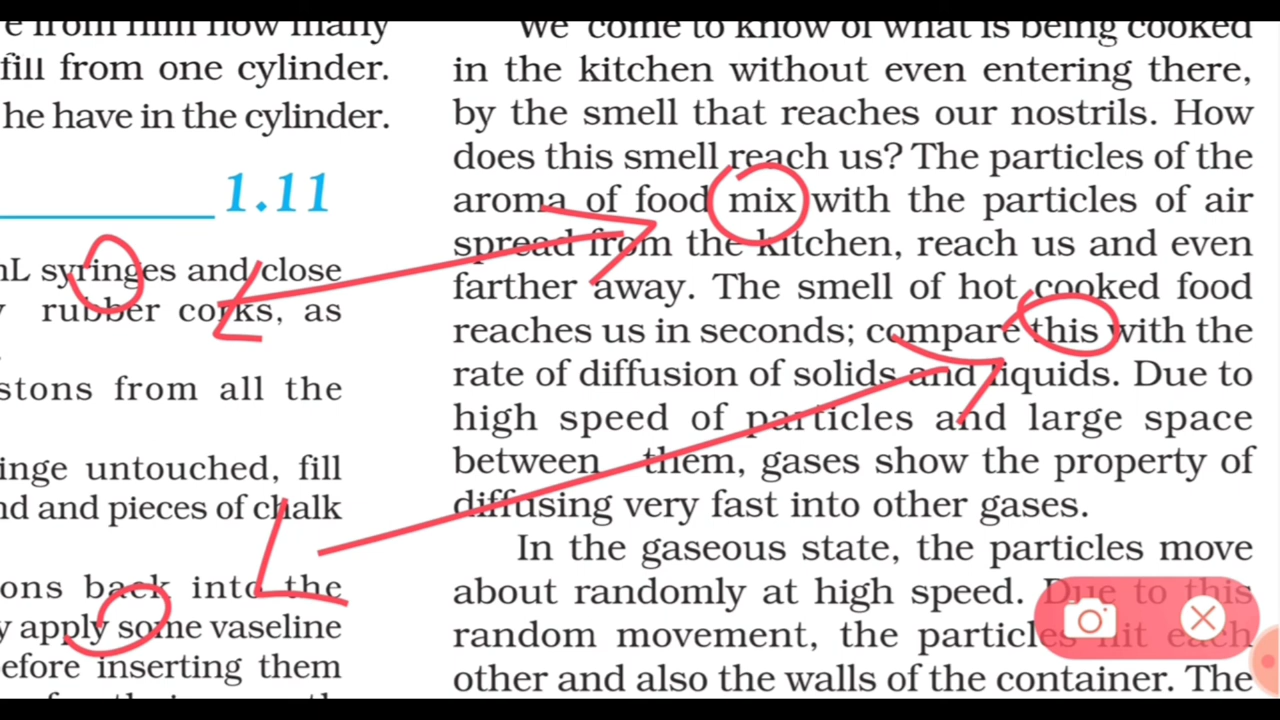 e from him how many
fill from one cylinder.
he have in the cylinder.
1.11
mL syringes and close
rubber corks, as
stons from all the
inge untouched, fill
nd and pieces of chalk
ons back into the
y apply some vaseline
before inserting them
We come to know of what is being cooked
in the kitchen without even entering there,
by the smell that reaches our nostrils. How
does this smell reach us? The particles of the
aroma of food mix with the particles of air
spread from the kitchen, reach us and even
farther away. The smell of hot cooked food
reaches us in seconds; compare this with the
rate of diffusion of solids and liquids. Due to
high speed of particles and large space
between them, gases show the property of
diffusing very fast into other gases.
In the gaseous state, the particles move
about randomly at high speed. Due to this
random movement, the particles hit each
other and also the walls of the container. The